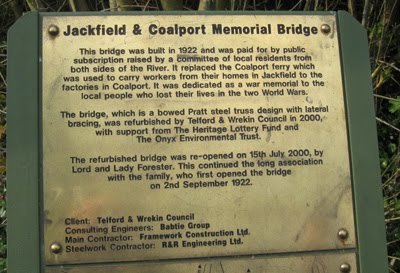 Jackfield & Coalport Memorial Bridge
This bridge was built in 1922 and was paid for by public
subscription raised by a committee of local residents from
both sides of the River. It replaced the Coalport ferry which
was used to carry workers from their homes in Jackfield to the
factories in Coalport. It was dedicated as a war memorial to the
local people who lost their lives in the two World Wars.
The bridge, which is a bowed Pratt steel truss design with lateral
bracing, was refurbished by Telford & Wrekin Council in 2000,
with support from The Heritage Lottery Fund and
The Onyx Environmental Trust.
The refurbished bridge was re-opened on 15th July 2000, by
Lord and Lady Forester. This continued the long association
with the family, who first opened the bridge
on 2nd September 1922.
Client: Telford & Wrekin Council
Consulting Engineers: Babtie Group
Main Contractor: Framework Construction Ltd.
Steelwork Contractor: R&R Engineering Ltd.